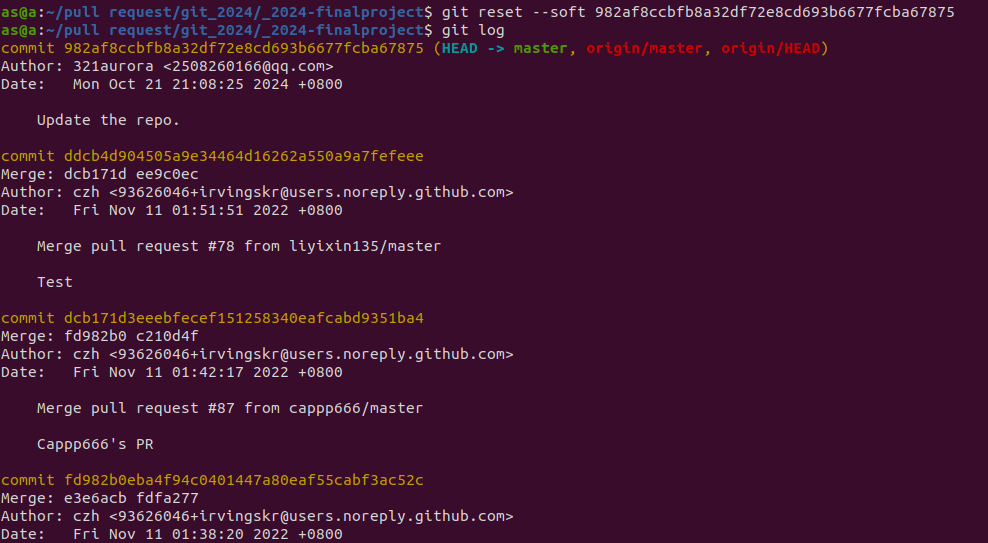 as@a:~/pull request/git_2024/_2024-finalproject$ git reset --soft 982af8ccbfb8a32df72e8cd693b6677fcba67875
as@a:~/pull request/git_2024/_2024-finalproject$ git log
commit 982af8ccbfb8a32df72e8cd693b6677fcba67875 (HEAD -> master, origin/master, origin/HEAD)
Author: 321aurora <2508260166@qq.com>
Date:   Mon Oct 21 21:08:25 2024 +0800
Update the repo.
commit ddcb4d904505a9e34464d16262a550a9a7fefeee
Merge: dcb171d ee9c0ec
Author: czh <93626046+irvingskr@users.noreply.github.com>
Date:   Fri Nov 11 01:51:51 2022 +0800
Merge pull request #78 from liyixin135/master
Test
commit dcb171d3eeebfecef151258340eafcabd9351ba4
Merge: fd982b0 c210d4f
Author: czh <93626046+irvingskr@users.noreply.github.com>
Date:   Fri Nov 11 01:42:17 2022 +0800
Merge pull request #87 from cappp666/master
Cappp666's PR
commit fd982b0eba4f94c0401447a80eaf55cabf3ac52c
Merge: e3e6acb fdfa277
Author: czh <93626046+irvingskr@users.noreply.github.com>
Date:   Fri Nov 11 01:38:20 2022 +0800